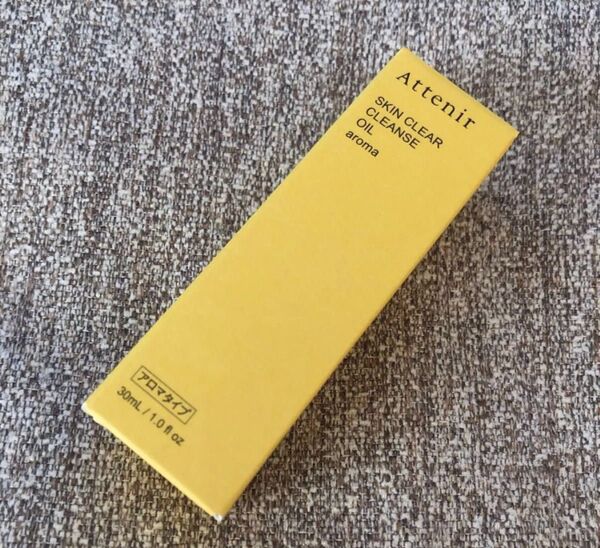 Attenir
SKIN CLEAR
CLEANSE
OIL
aroma
アロマタイプ
30mL / 1.0 fl oz